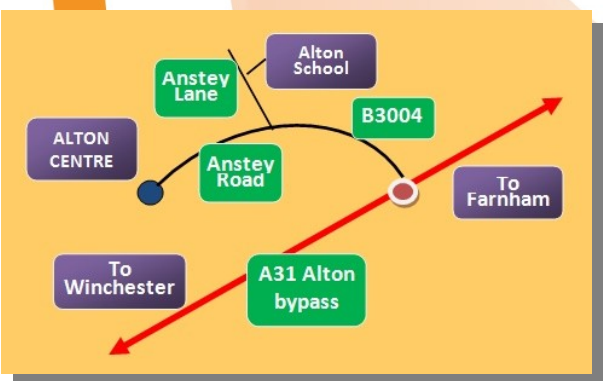 Alton
School
Anstey
Lane
B3004
ALTON
CENTRE
Anstey
Road
To
Farnham
To
Winchester
A31 Alton
bypass